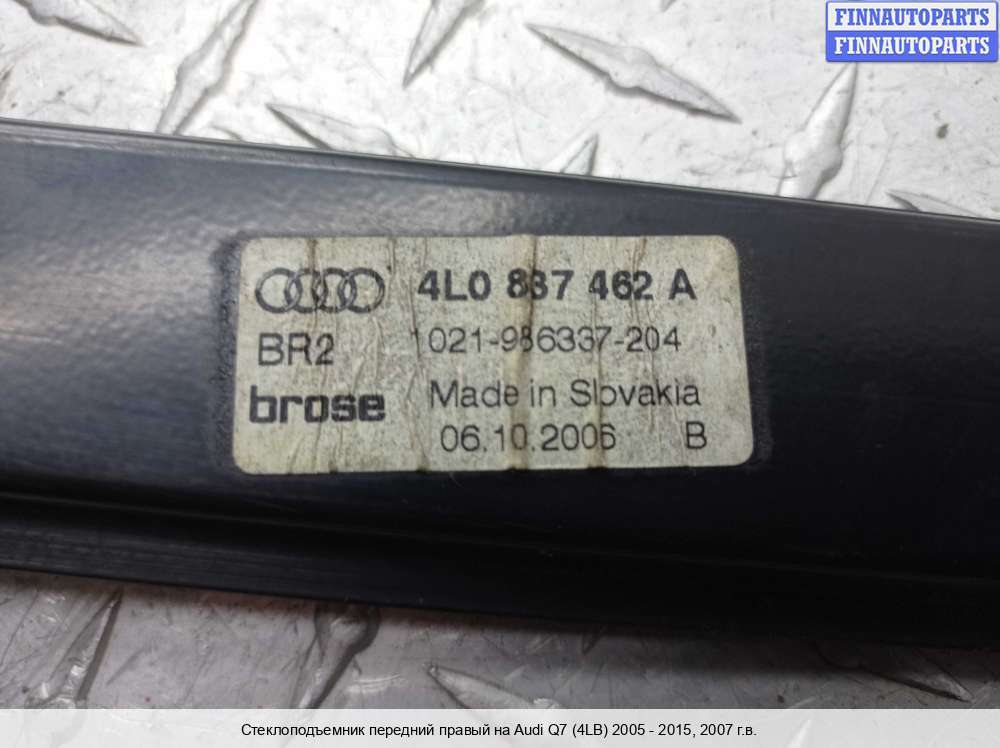 FINNAUTOPARTS
FINNAUTOPARTS
4L0 837 462 A
BR2 1021-986337-204
brose Made in Slovakia
06.10.2006 B
Стеклоподъемник передний правый на Audi Q7 (4LB) 2005 - 2015, 2007 г.в.